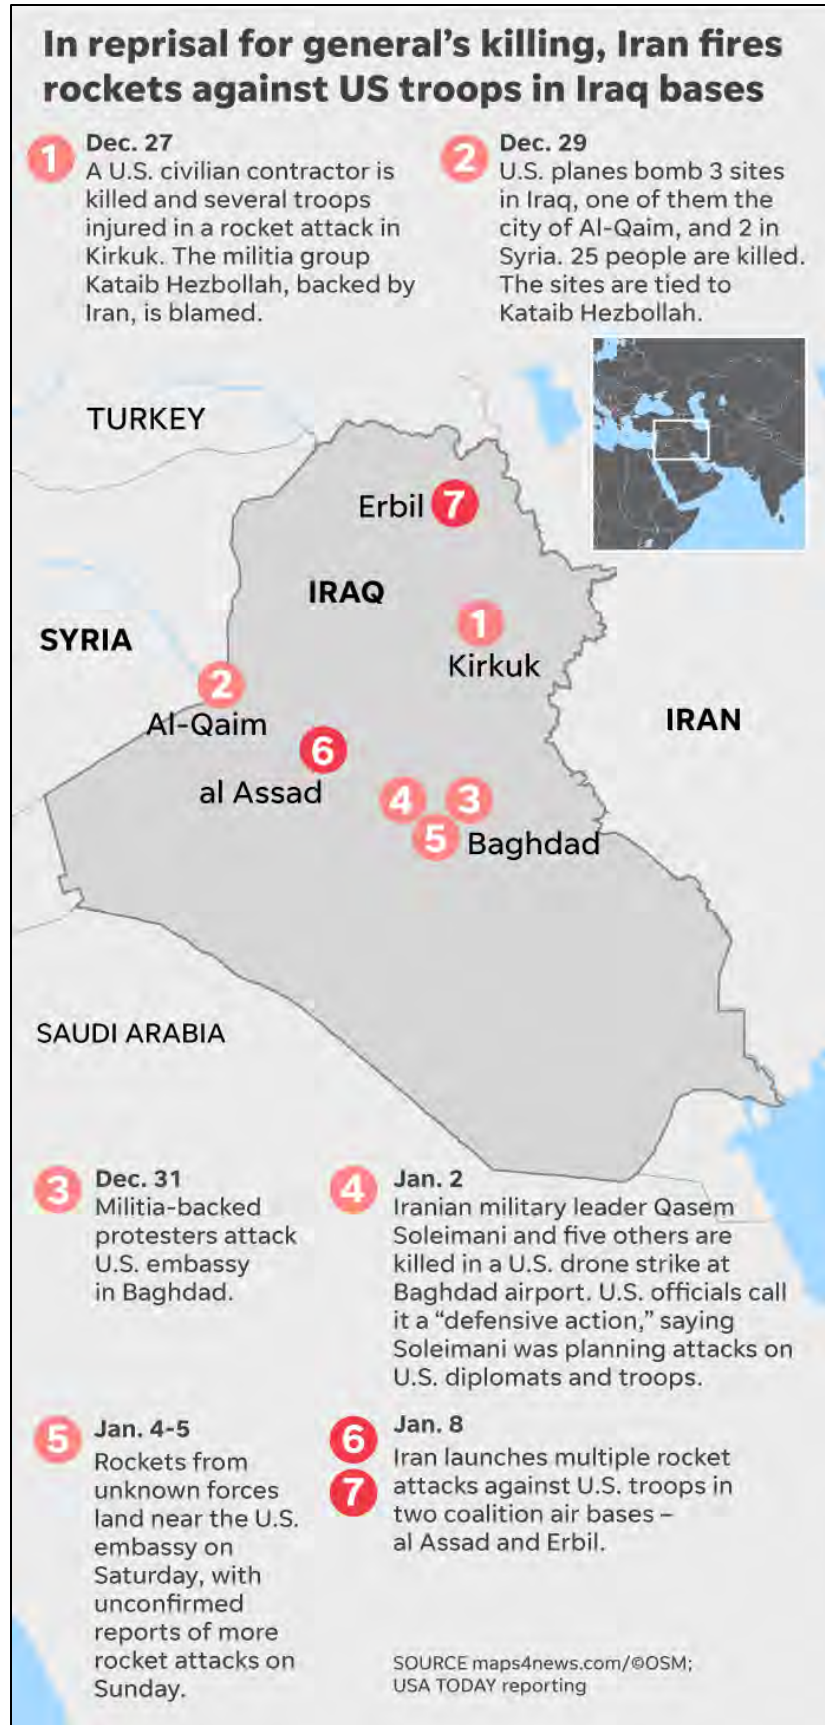 In reprisal for general's killing, Iran fires
rockets against US troops in Iraq bases
1
Dec. 27
A U.S. civilian contractor is
killed and several troops
injured in a rocket attack in
Kirkuk. The militia group
Kataib Hezbollah, backed by
Iran, is blamed.
2
Dec. 29
U.S. planes bomb 3 sites
in Iraq, one of them the
city of Al-Qaim, and 2 in
Syria. 25 people are killed.
The sites are tied to
Kataib Hezbollah.
TURKEY
Erbil 7
IRAQ
1
SYRIA
Kirkuk
2
IRAN
Al-Qaim
6
al Assad
4 3
5 Baghdad
SAUDI ARABIA
3
Dec. 31
Militia-backed
protesters attack
U.S. embassy
in Baghdad.
4
Jan. 2
Iranian military leader Qasem
Soleimani and five others are
killed in a U.S. drone strike at
Baghdad airport. U.S. officials call
it a “defensive action,” saying
Soleimani was planning attacks on
U.S. diplomats and troops.
5
Jan. 4-5
Rockets from
unknown forces
land near the U.S.
embassy on
Saturday, with
unconfirmed
reports of more
rocket attacks on
Sunday.
6
7
Jan. 8
Iran launches multiple rocket
attacks against U.S. troops in
two coalition air bases –
al Assad and Erbil.
SOURCE maps4news.com/©OSM;
USA TODAY reporting